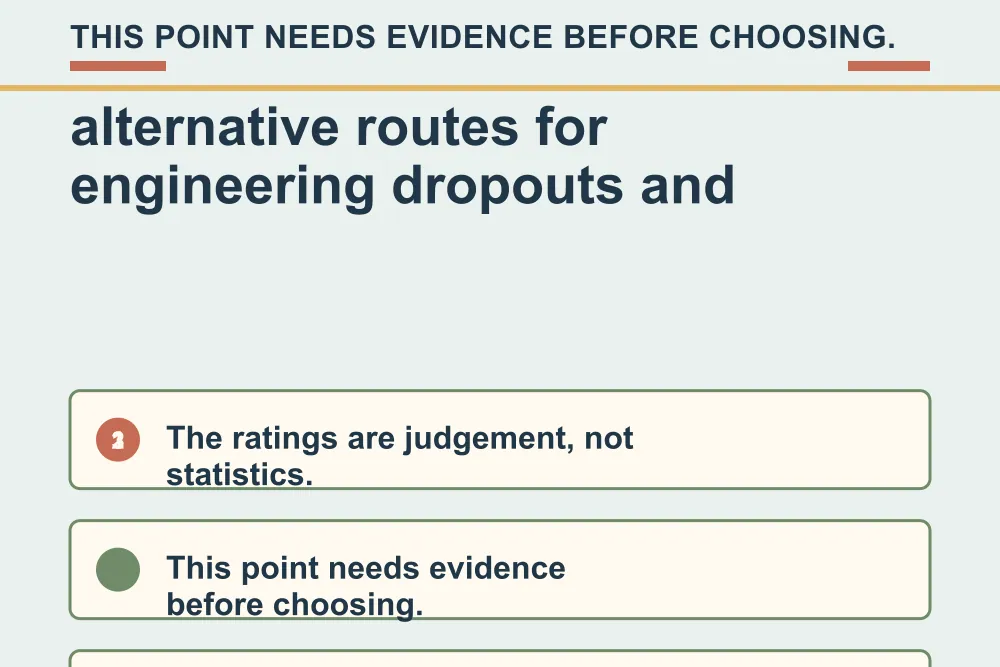 THIS POINT NEEDS EVIDENCE BEFORE CHOOSING.
alternative routes for
engineering dropouts and
The ratings are judgement, not
statistics.
This point needs evidence
before choosing.